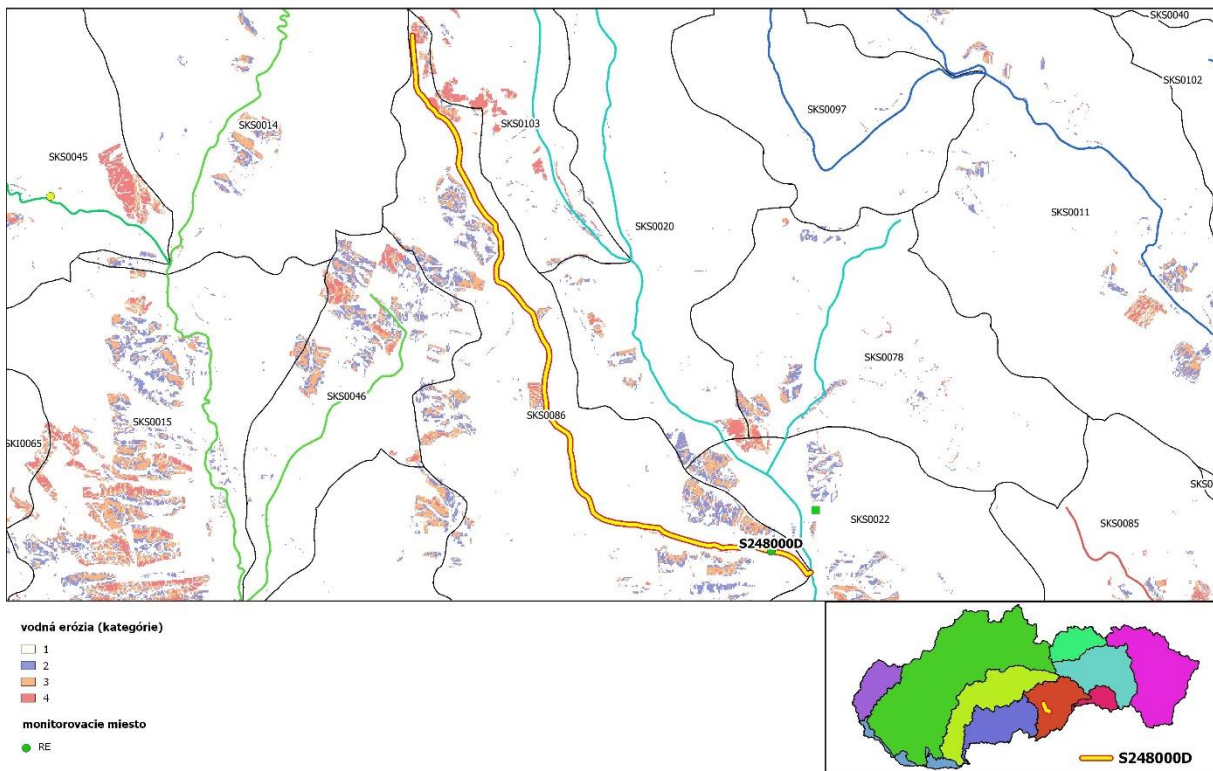 SKS0040
SKS0102
SKS0097
SKS0014
SKS0103
SKS0045
SKS0011
SKS0020
SKS0078
SKS0046
SKS0086
SKS0015
SKI0065
SKS0
SKS0022
SKS0085
S248000D
vodná erózia (kategórie)
1
2
3
4
monitorovacie miesto
RE
S248000D